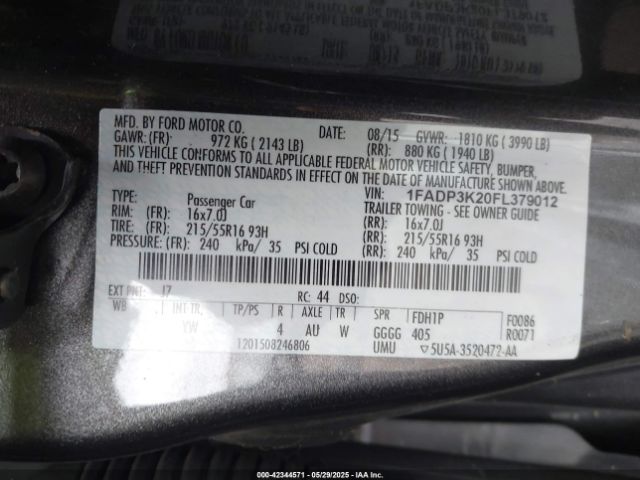 MFD. BY FORD MOTOR CO. DATE: 08/15 GVWR: 1810 KG ( 3990 LB)
GAWR: (FR) 972 KG ( 2143 LB) (RR) 880 KG ( 1940 LB)
THIS VEHICLE CONFORMS TO ALL APPLICABLE FEDERAL MOTOR VEHICLE SAFETY, BUMPER,
AND THEFT PREVENTION STANDARDS IN EFFECT ON THE DATE OF MANUFACTURE SHOWN ABOVE.
VIN: 1FADP3K20FL379012
TYPE: Passenger Car TRAILER TOWING - SEE OWNER GUIDE
RIM: (FR) 16x7.0J (RR) 16x7.0J
TIRE: (FR) 215/55R16 93H (RR) 215/55R16 93H
PRESSURE: (FR) 240 kPa/ 35 PSI COLD (RR) 240 kPa/ 35 PSI COLD
EXT PNT: J7 RC: 44 DSO:
WB INT TR, TP/PS R AXLE TR SPR FDH1P F0086
YW 4 AU W GGGG 405 R0071
1201508246806 UMU ▽5U5A-3520472-AA
000-42344571 05/29/2025 IAAI.COM